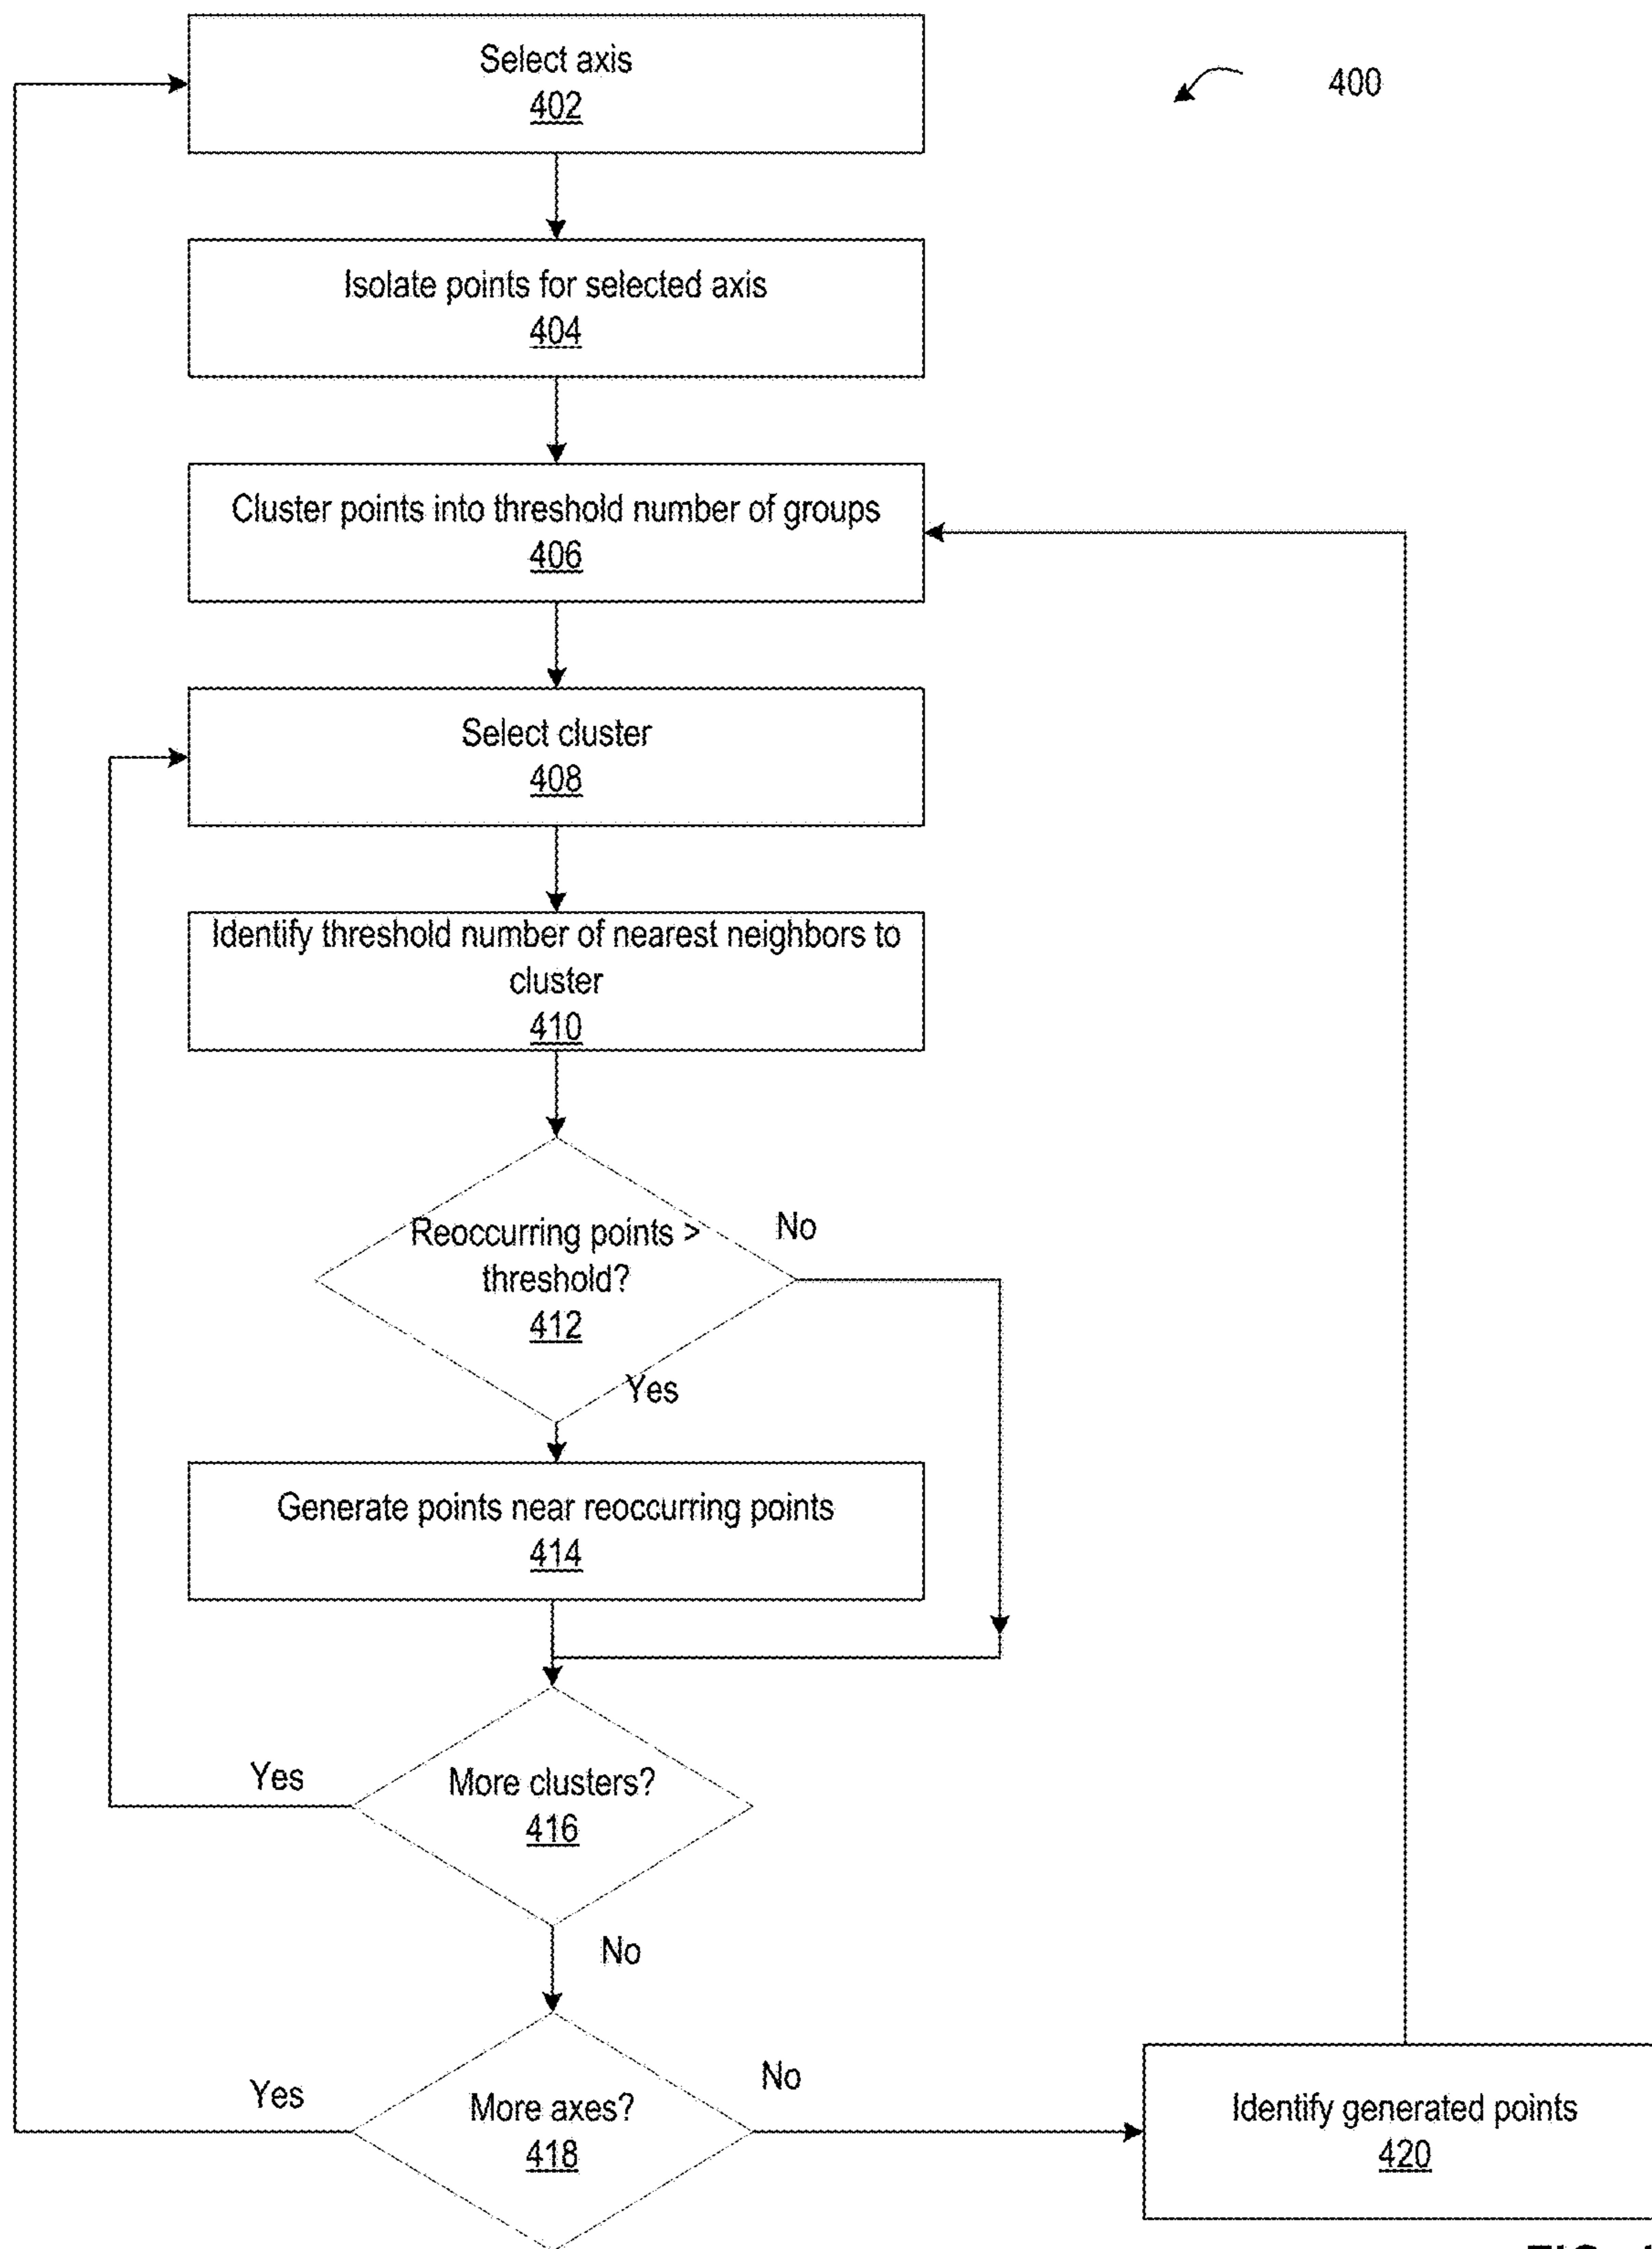 Select axis
402
400
Isolate points for selected axis
404
Cluster points into threshold number of groups
406
Select cluster
408
Identify threshold number of nearest neighbors to
cluster
410
Reoccurring points >
threshold?
412
No
Yes
Generate points near reoccurring points
414
Yes
More clusters?
416
No
Yes
More axes?
418
No
Identify generated points
420